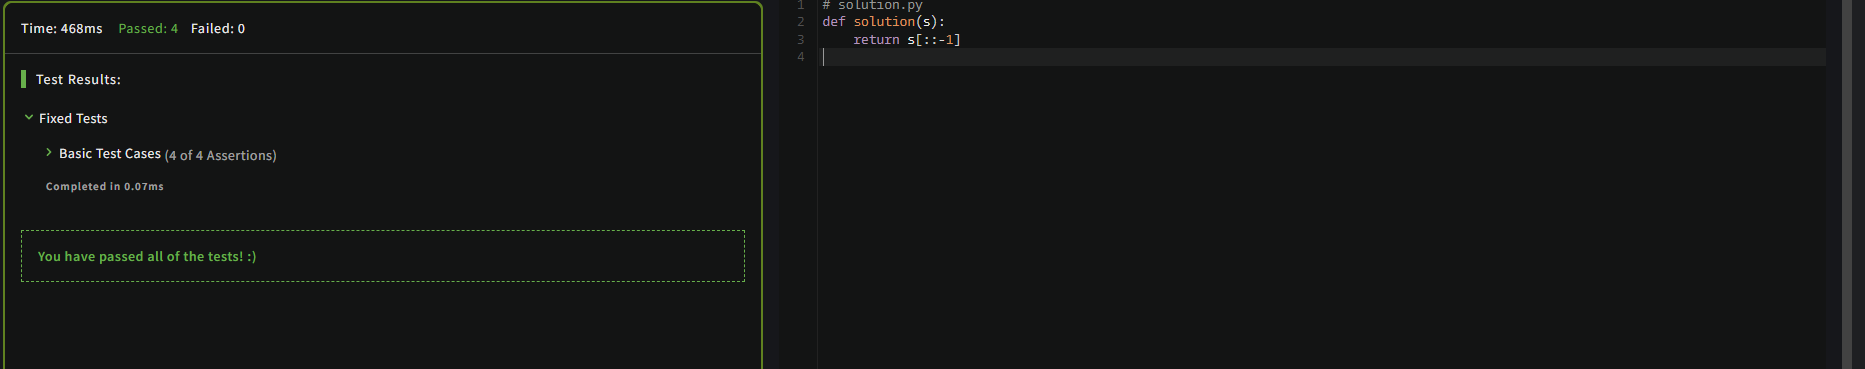 Time: 468ms Passed: 4 Failed: 0
Test Results:
Fixed Tests
Basic Test Cases (4 of 4 Assertions)
Completed in 0.07ms
You have passed all of the tests! :)
1 # solution.py
2 def solution(s):
3     return s[::-1]
4